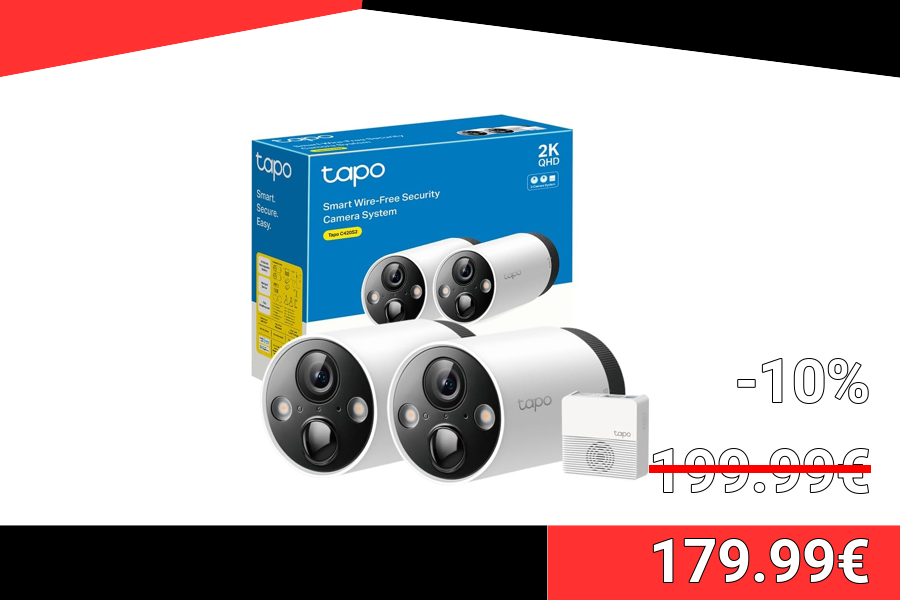 tapo
Smart.
Secure.
Easy.
tapo
Smart Wire-Free Security
Camera System
Tapo C420S2
2K
QHD
tapo
tapo
tapo
-10%
199.99€
179.99€